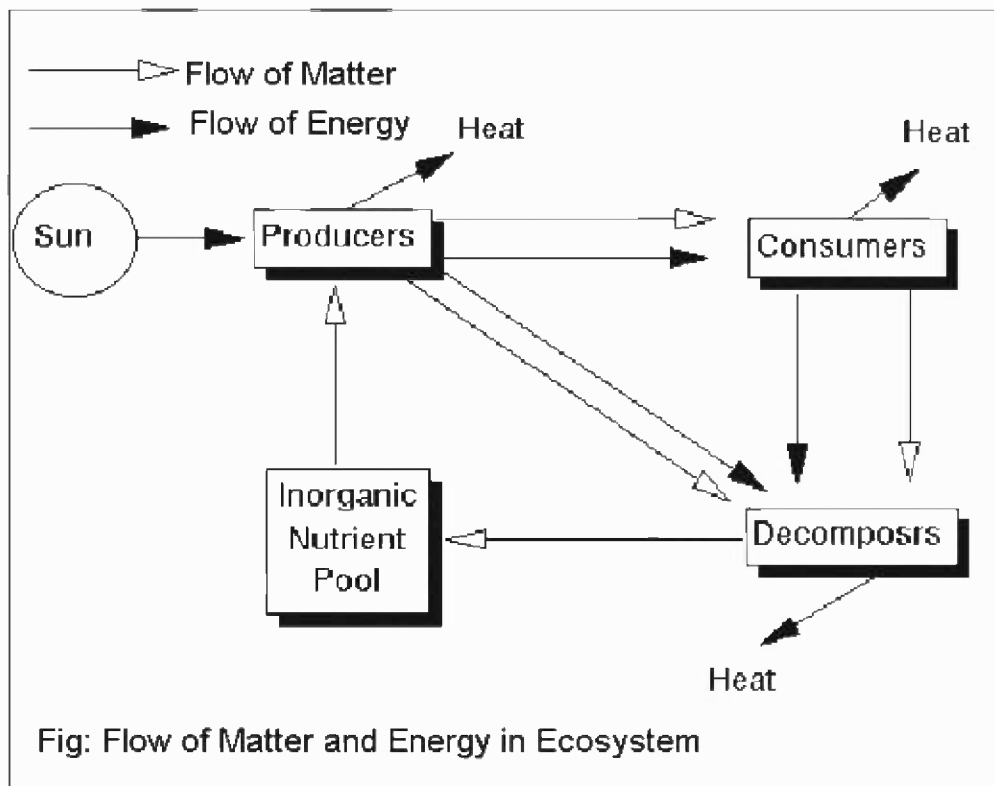 Flow of Matter
Flow of Energy
Heat
Heat
Sun
Producers
Consumers
Inorganic
Nutrient
Pool
Decomposrs
Heat
Fig: Flow of Matter and Energy in Ecosystem